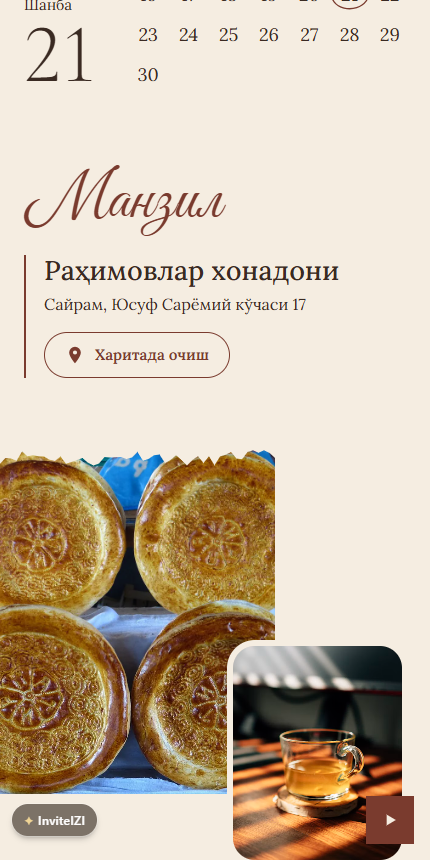 Шанба
21
23 24 25 26 27 28 29
30
Манзил
Раҳимовлар хонадони
Сайрам, Юсуф Сарёмий кўчаси 17
Харитада очиш
InviteIZI